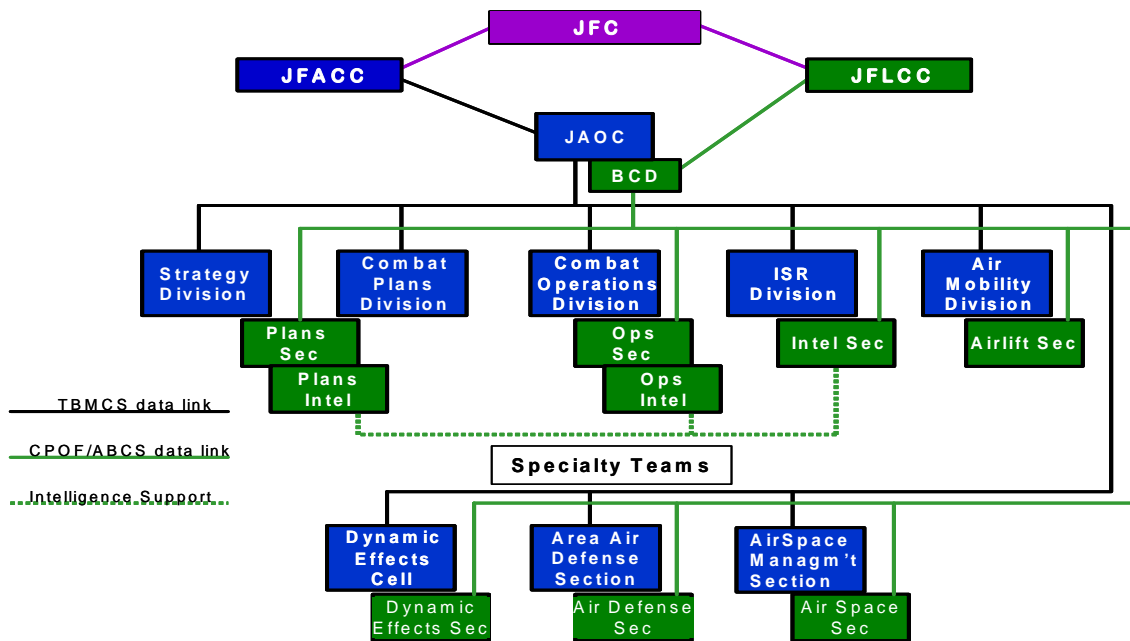 JFC
JFACC
JFLCC
JAOC
BCD
Strategy
Division
Combat
Plans
Division
Combat
Operations
Division
ISR
Division
Air
Mobility
Division
Plans
Sec
Plans
Intel
Ops
Sec
Ops
Intel
Intel Sec
Airlift Sec
TBMCS data link
CPOF/ABCS data link
Intelligence Support
Specialty Teams
Dynamic
Effects
Cell
Area Air
Defense
Section
AirSpace
Managm't
Section
Dynamic
Effects Sec
Air Defense
Sec
Air Space
Sec